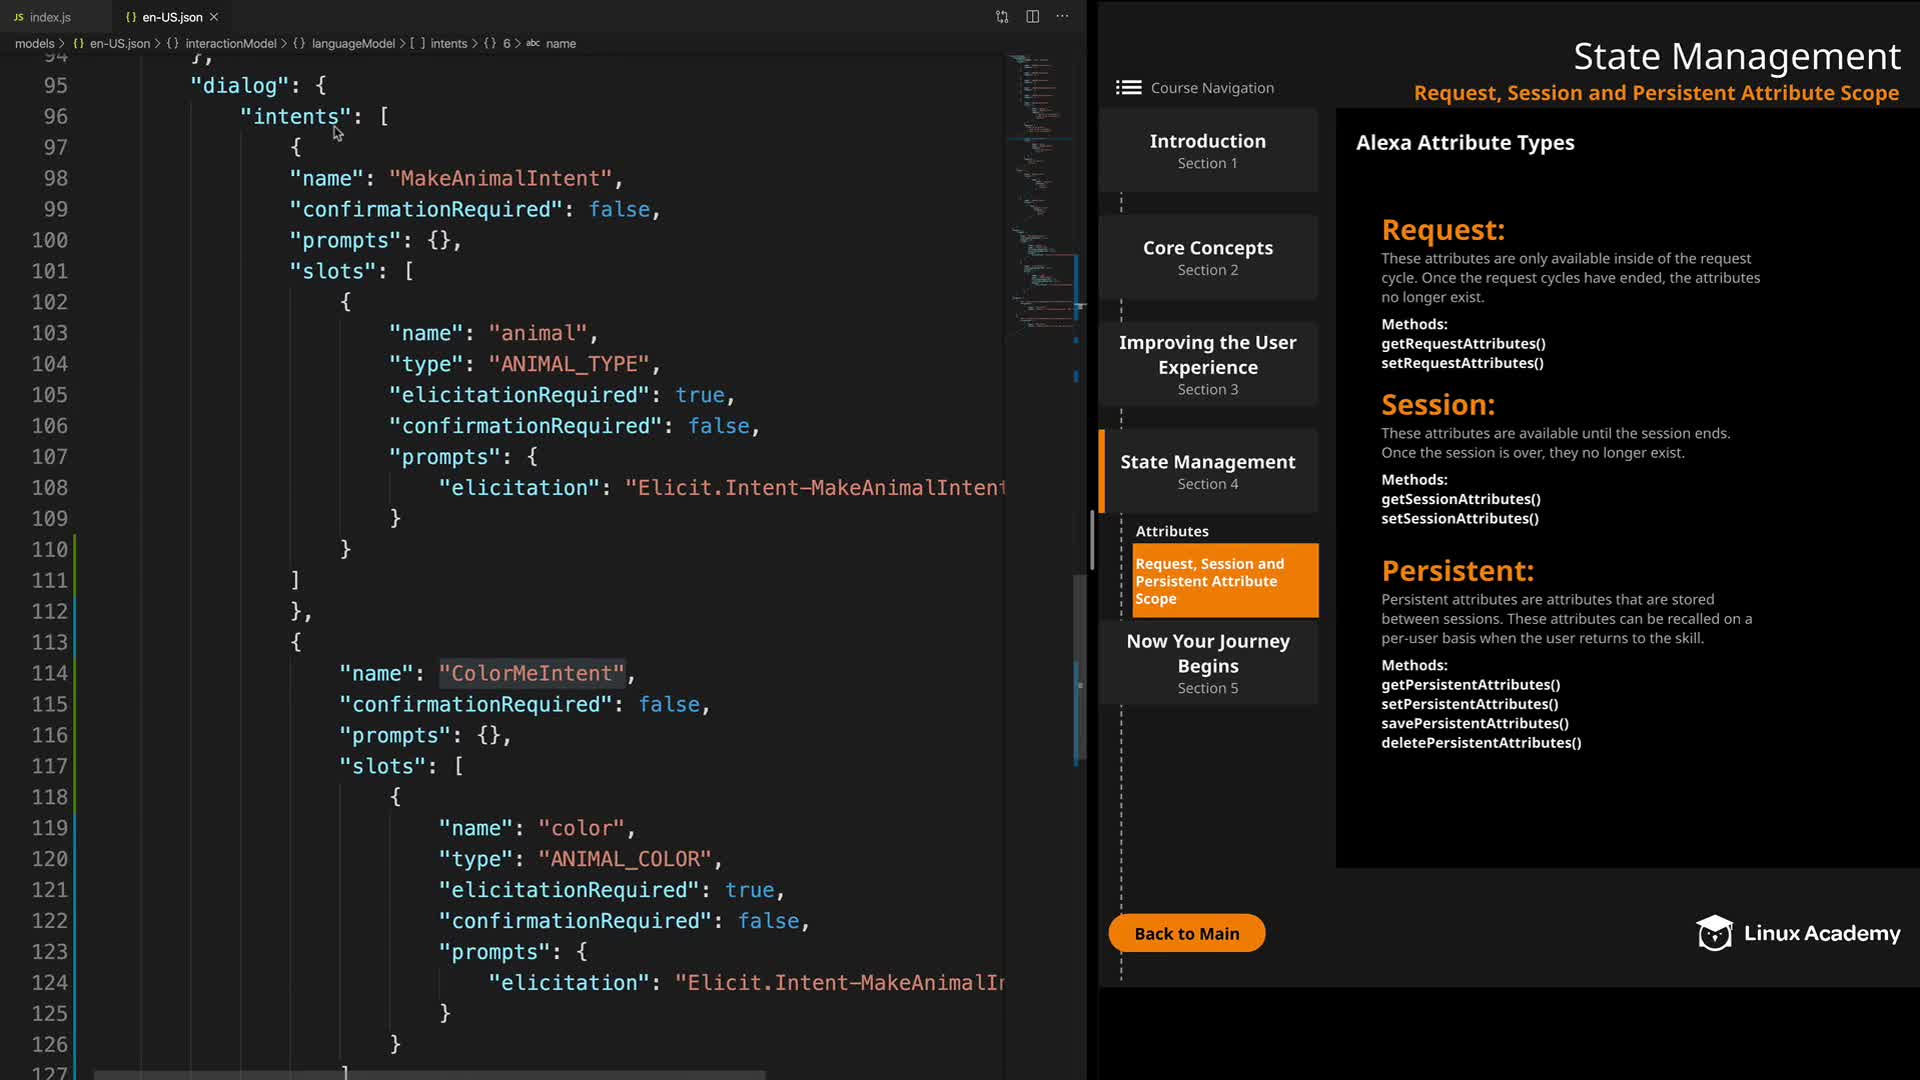 JS index.js
{} en-US.json ×
models > {} en-US.json > {} interactionModel > {} languageModel > [ ] intents > {} 6 > abc name
94 },
95 "dialog": {
96 "intents": [
97 {
98 "name": "MakeAnimalIntent",
99 "confirmationRequired": false,
100 "prompts": {},
101 "slots": [
102 {
103 "name": "animal",
104 "type": "ANIMAL_TYPE",
105 "elicitationRequired": true,
106 "confirmationRequired": false,
107 "prompts": {
108 "elicitation": "Elicit.Intent-MakeAnimalIntent
109 }
110 }
111 ]
112 },
113 {
114 "name": "ColorMeIntent",
115 "confirmationRequired": false,
116 "prompts": {},
117 "slots": [
118 {
119 "name": "color",
120 "type": "ANIMAL_COLOR",
121 "elicitationRequired": true,
122 "confirmationRequired": false,
123 "prompts": {
124 "elicitation": "Elicit.Intent-MakeAnimalIn
125 }
126 }
127 ]
State Management
Request, Session and Persistent Attribute Scope
Course Navigation
Introduction
Section 1
Core Concepts
Section 2
Improving the User
Experience
Section 3
State Management
Section 4
Attributes
Request, Session and
Persistent Attribute
Scope
Now Your Journey
Begins
Section 5
Back to Main
Alexa Attribute Types
Request:
These attributes are only available inside of the request
cycle. Once the request cycles have ended, the attributes
no longer exist.
Methods:
getRequestAttributes()
setRequestAttributes()
Session:
These attributes are available until the session ends.
Once the session is over, they no longer exist.
Methods:
getSessionAttributes()
setSessionAttributes()
Persistent:
Persistent attributes are attributes that are stored
between sessions. These attributes can be recalled on a
per-user basis when the user returns to the skill.
Methods:
getPersistentAttributes()
setPersistentAttributes()
savePersistentAttributes()
deletePersistentAttributes()
Linux Academy